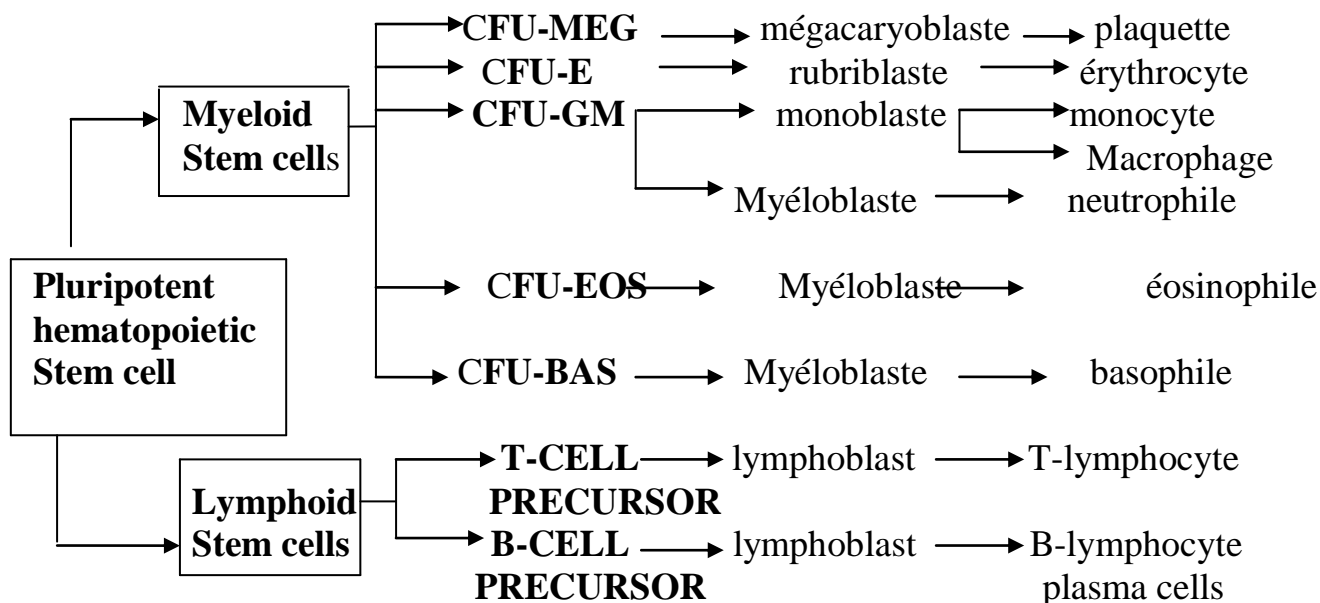 CFU-MEG mégacaryoblaste plaquette
CFU-E rubriblaste érythrocyte
Myeloid
Stem cells
CFU-GM monoblaste monocyte
Macrophage
Myéloblaste neutrophile
Pluripotent
hematopoietic
Stem cell
CFU-EOS Myéloblaste éosinophile
CFU-BAS Myéloblaste basophile
Lymphoid
Stem cells
T-CELL lymphoblast T-lymphocyte
PRECURSOR
B-CELL lymphoblast B-lymphocyte
PRECURSOR plasma cells